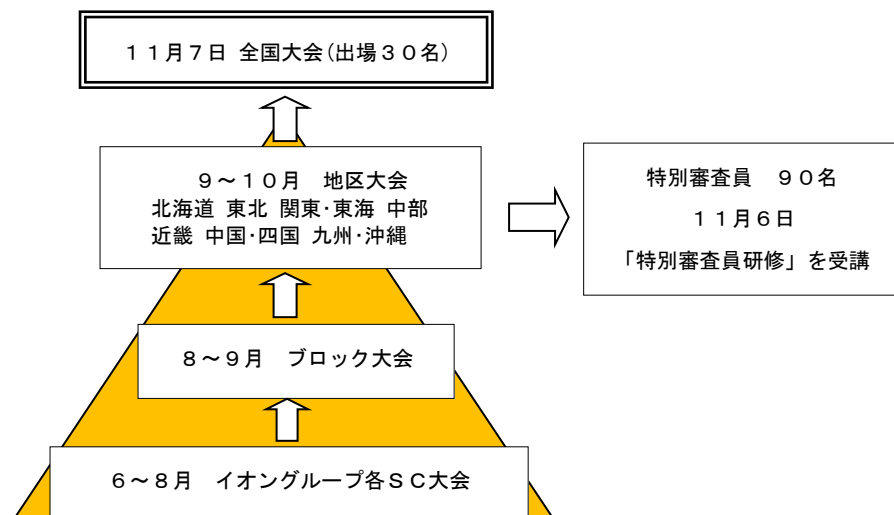 １１月７日 全国大会(出場３０名)
９～１０月　地区大会
北海道 東北 関東･東海 中部
近畿 中国･四国 九州･沖縄
特別審査員　９０名
１１月６日
「特別審査員研修」を受講
８～９月　ブロック大会
６～８月　イオングループ各ＳＣ大会